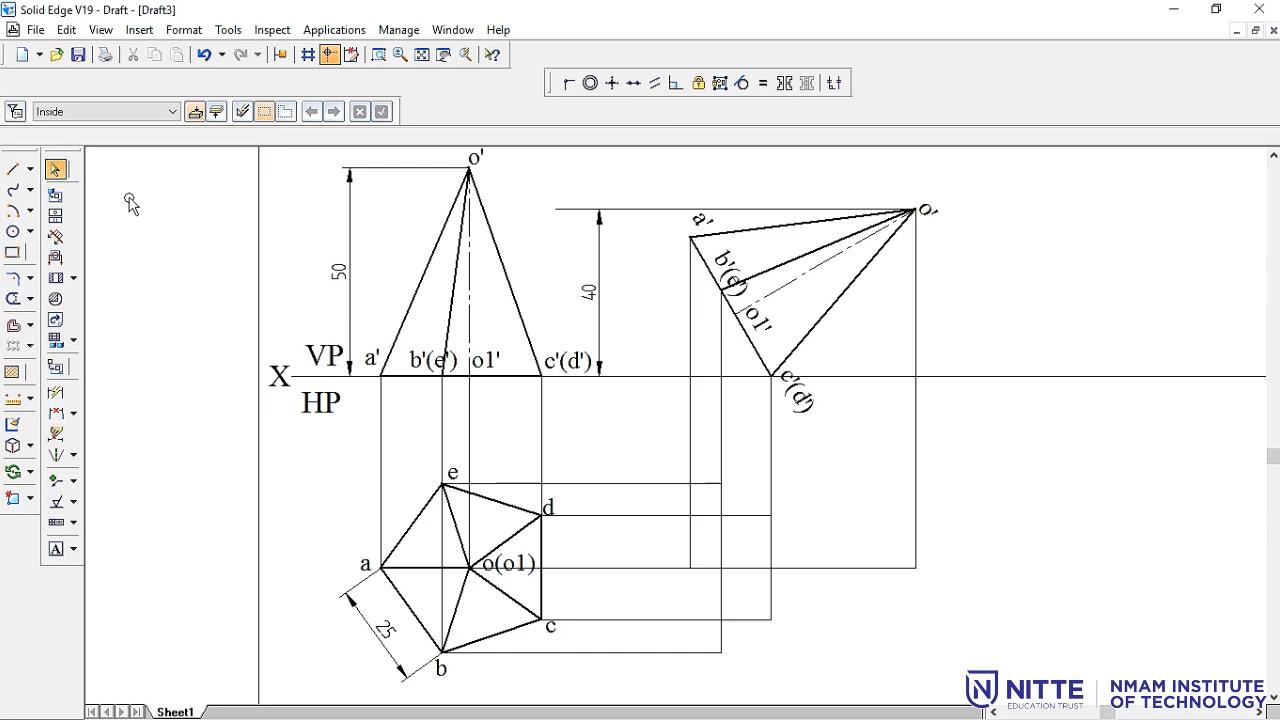 Solid Edge V19 - Draft - [Draft3]
File Edit View Insert Format Tools Inspect Applications Manage Window Help
Inside
o'
o'
a'
50
40
b'(e')
o1'
VP
a'
b'(e')
o1'
c'(d')
X
c'(d')
HP
e
d
a
o(o1)
25
c
b
NITTE
EDUCATION TRUST
NMAM INSTITUTE
OF TECHNOLOGY
Sheet1